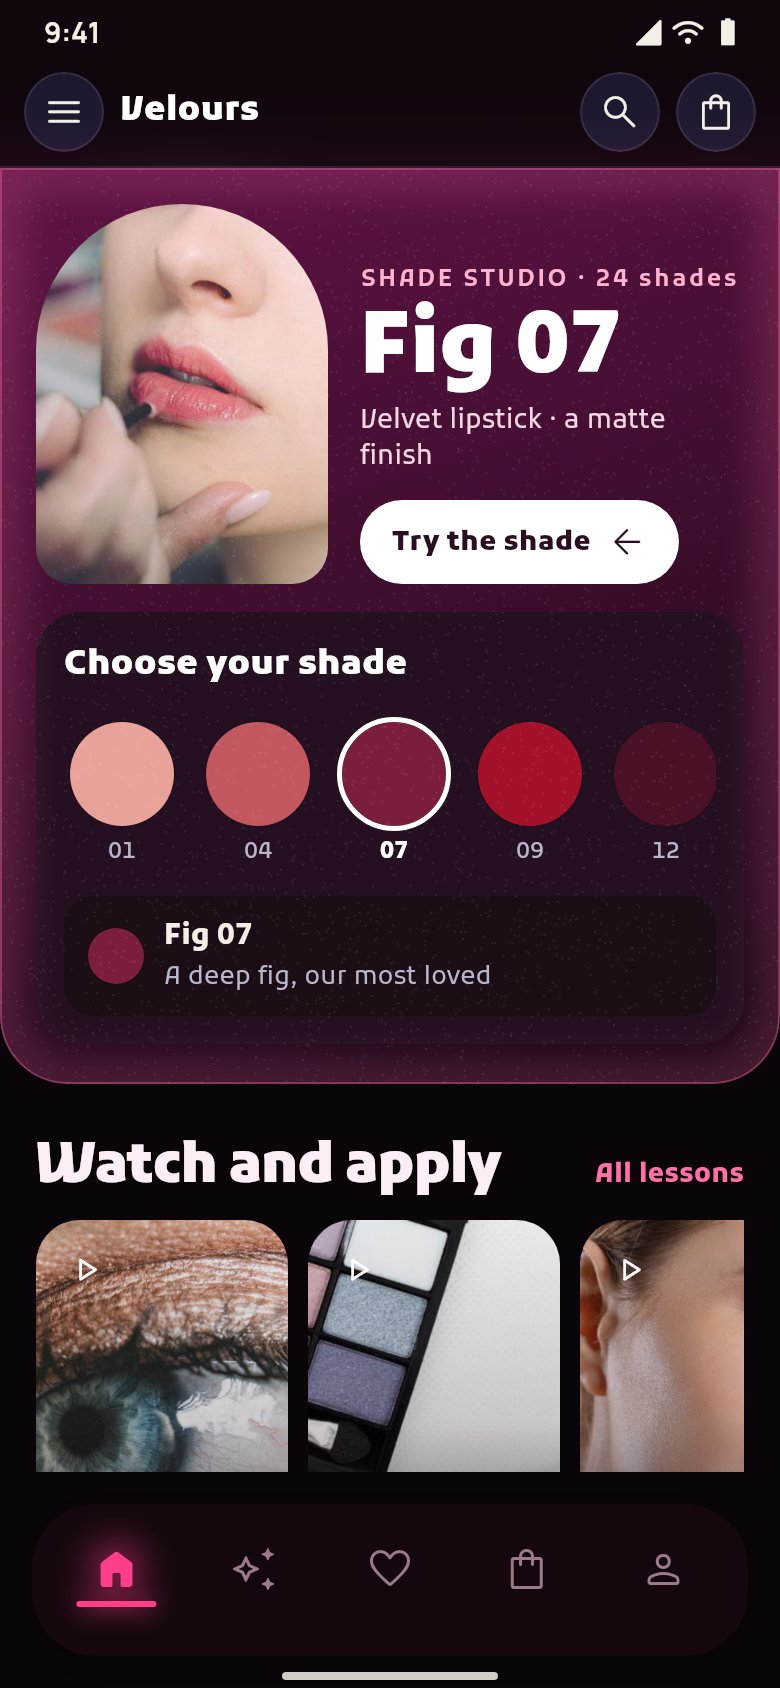 9:41
Velours
SHADE STUDIO · 24 shades
Fig 07
Velvet lipstick · a matte
finish
Try the shade
Choose your shade
01 04 07 09 12
Fig 07
A deep fig, our most loved
Watch and apply
All lessons